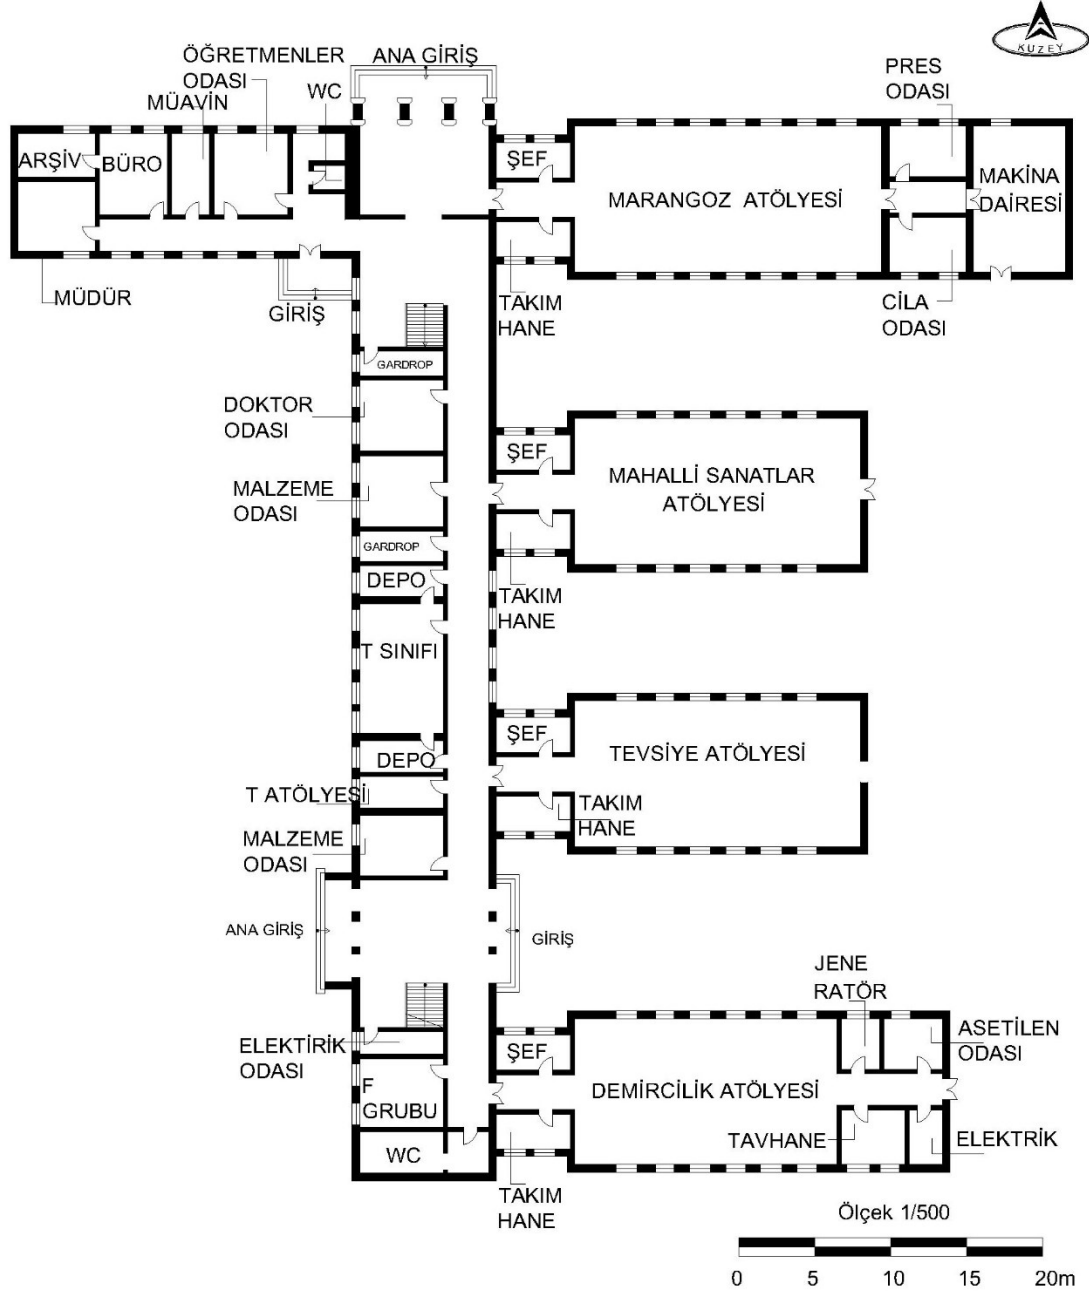 KUZEY
ÖĞRETMENLER
ODASI
ANA GİRİŞ
WC
MÜAVİN
PRES
ODASI
ARŞİV
BÜRO
ŞEF
MARANGOZ ATÖLYESİ
MAKİNA
DAİRESİ
MÜDÜR
GİRİŞ
TAKIM
HANE
CİLA
ODASI
GARDROP
DOKTOR
ODASI
ŞEF
MAHALLİ SANATLAR
ATÖLYESİ
MALZEME
ODASI
GARDROP
DEPO
TAKIM
HANE
T SINIFI
ŞEF
TEVSİYE ATÖLYESİ
DEPO
T ATÖLYESİ
TAKIM
HANE
MALZEME
ODASI
ANA GİRİŞ
GİRİŞ
JENE
RATÖR
ELEKTİRİK
ODASI
ŞEF
ASETİLEN
ODASI
F
GRUBU
DEMİRCİLİK ATÖLYESİ
WC
TAVHANE
ELEKTRİK
TAKIM
HANE
Ölçek 1/500
0 5 10 15 20m